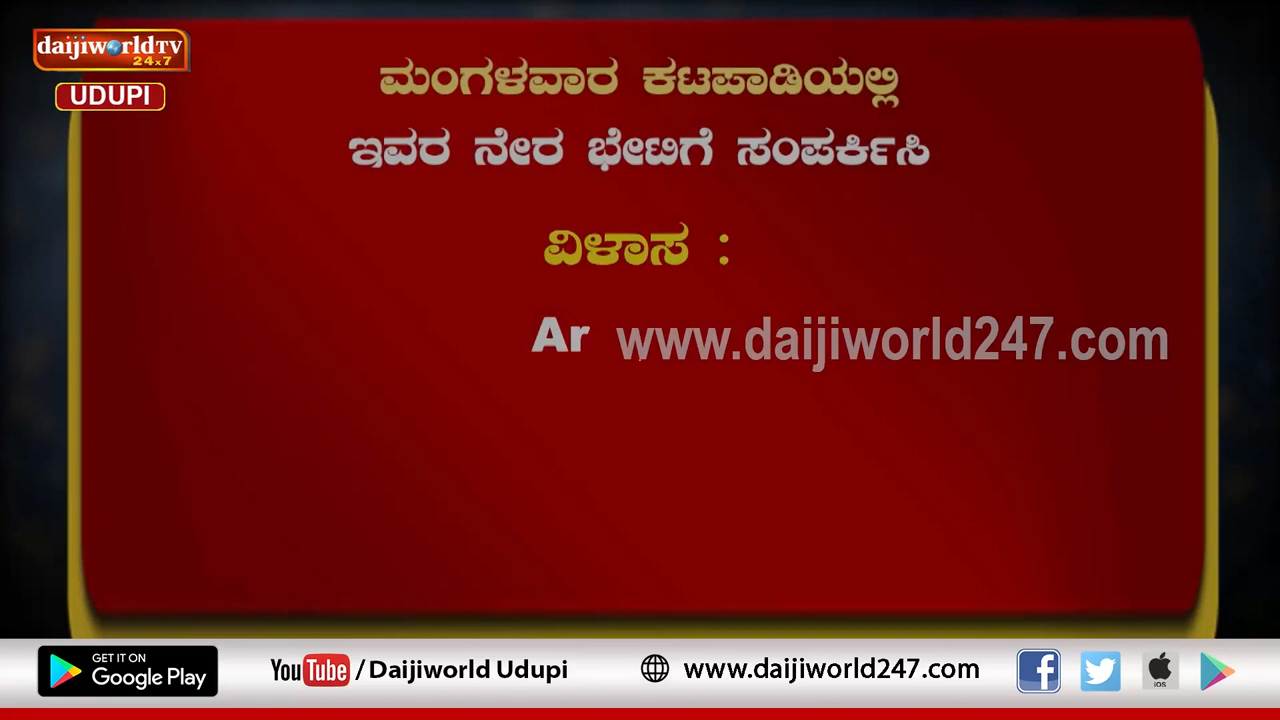 daijiworldTV
24x7
UDUPI
ಮಂಗಳವಾರ ಕಟಪಾಡಿಯಲ್ಲಿ
ಇವರ ನೇರ ಭೇಟಿಗೆ ಸಂಪರ್ಕಿಸಿ
ವಿಳಾಸ :
Ar www.daijiworld247.com
GET IT ON
Google Play
YouTube / Daijiworld Udupi
www.daijiworld247.com
iOS